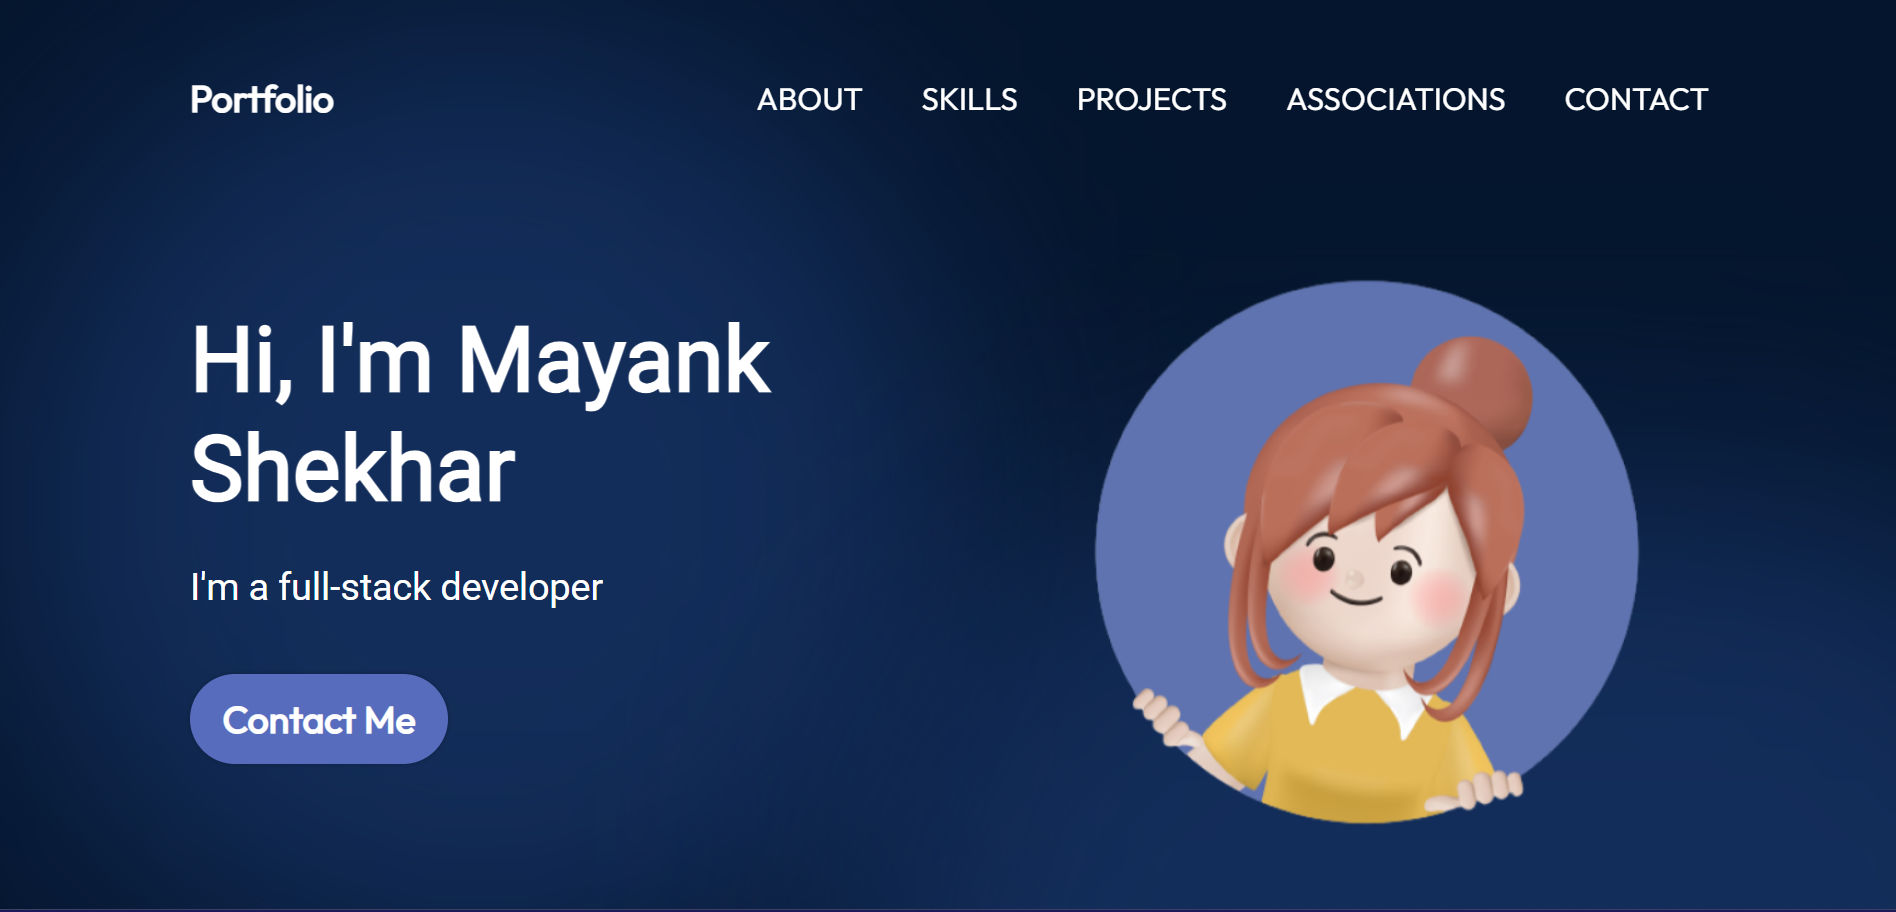 Portfolio
ABOUT SKILLS PROJECTS ASSOCIATIONS CONTACT
Hi, I'm Mayank
Shekhar
I'm a full-stack developer
Contact Me